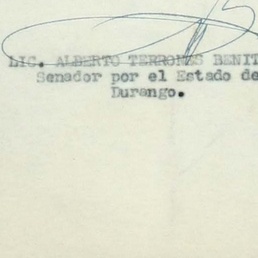 LIC. ALBERTO TERRONES BENIT
Senador por el Estado de
Durango.